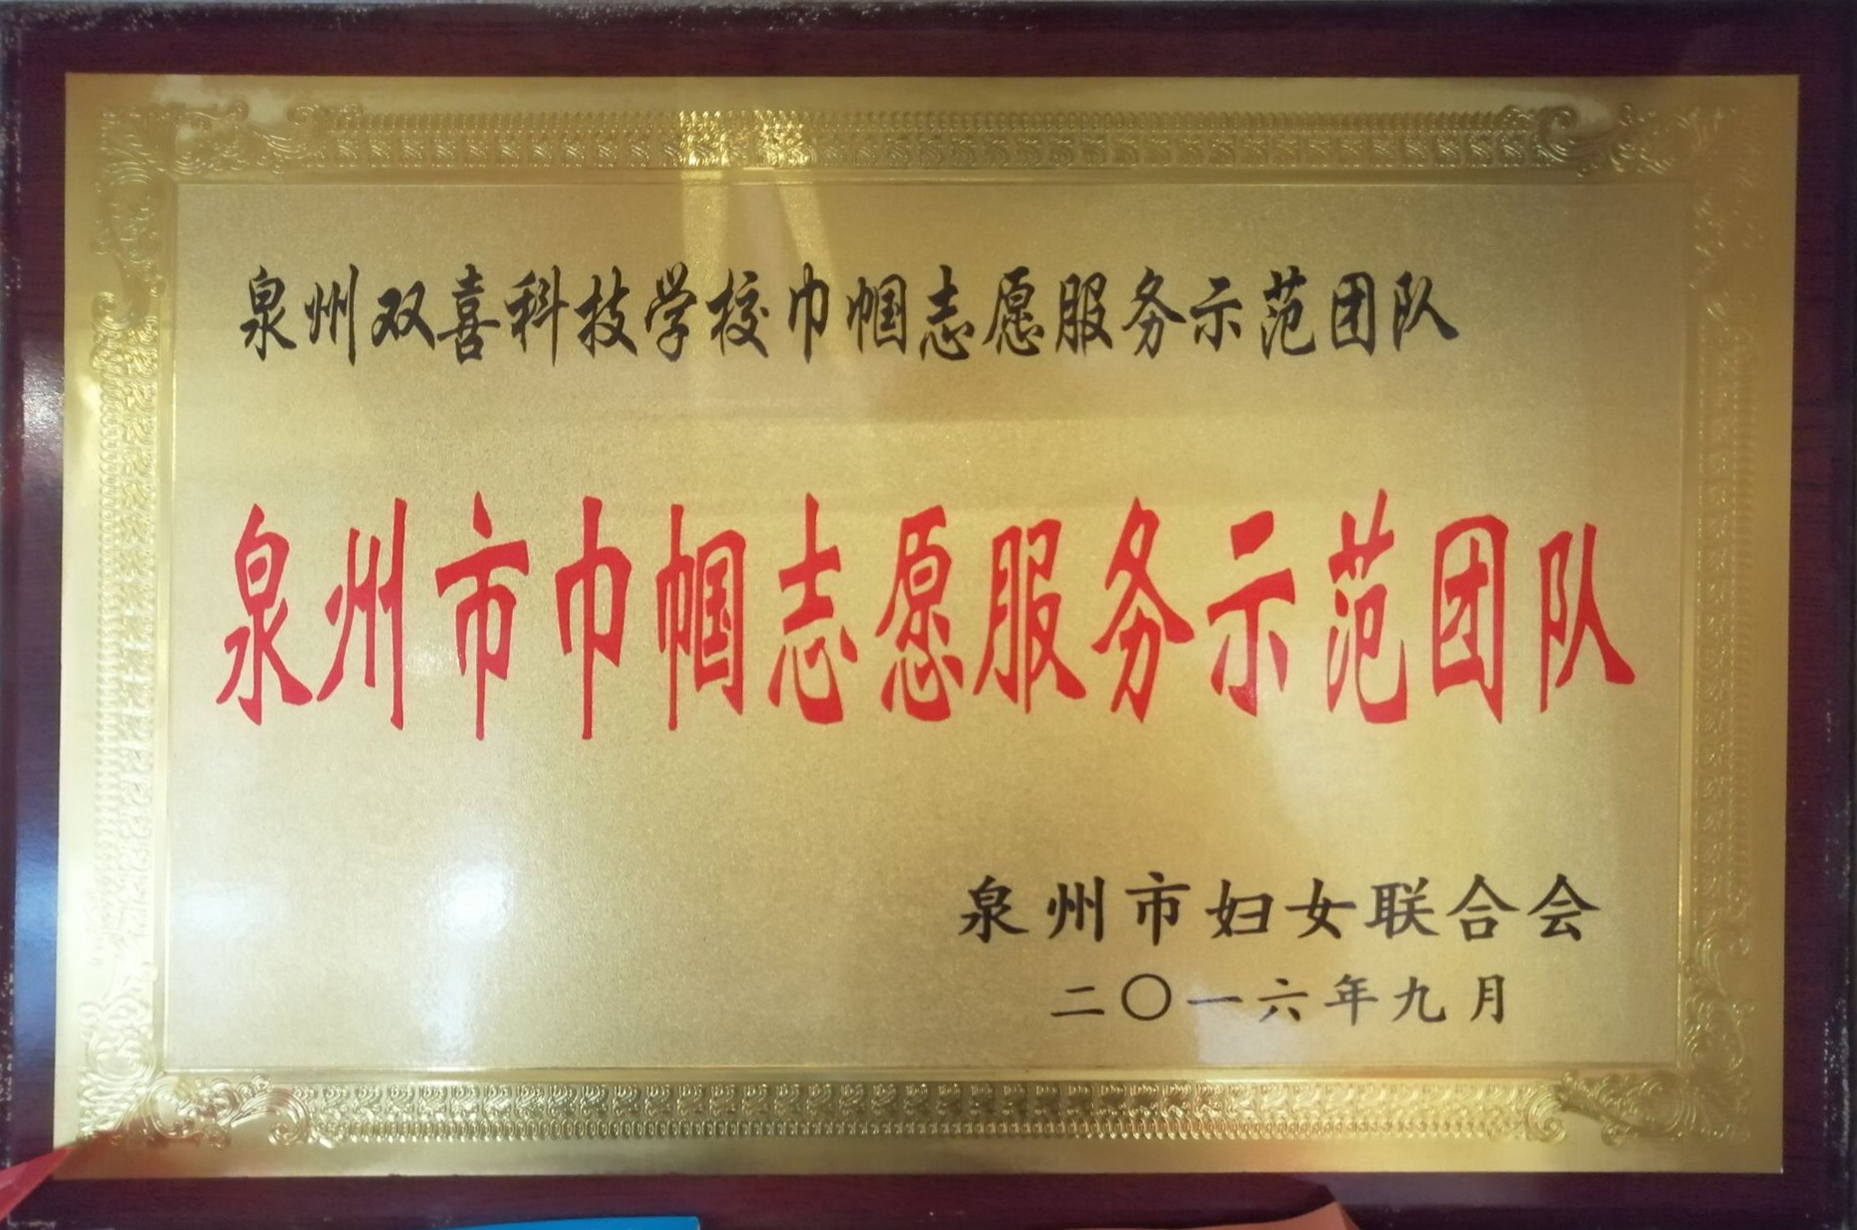 泉州双喜科技学校巾帼志愿服务示范团队
泉州市巾帼志愿服务示范团队
泉州市妇女联合会
二〇一六年九月